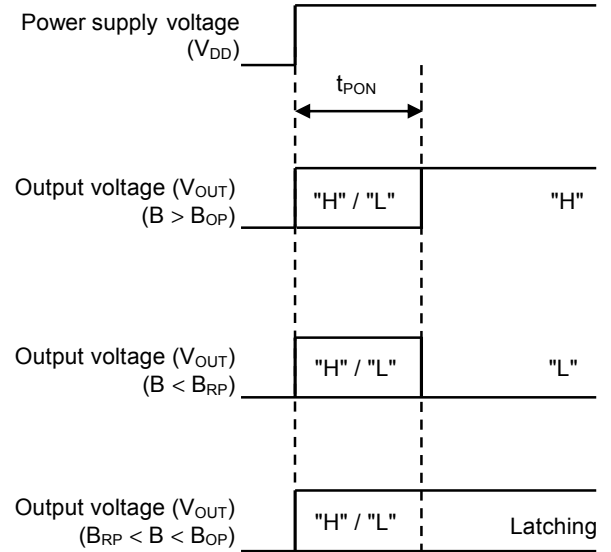 Power supply voltage
(VDD)
tPON
Output voltage (VOUT)
(B > BOP)
"H" / "L"
"H"
Output voltage (VOUT)
(B < BRP)
"H" / "L"
"L"
Output voltage (VOUT)
(BRP < B < BOP)
"H" / "L"
Latching